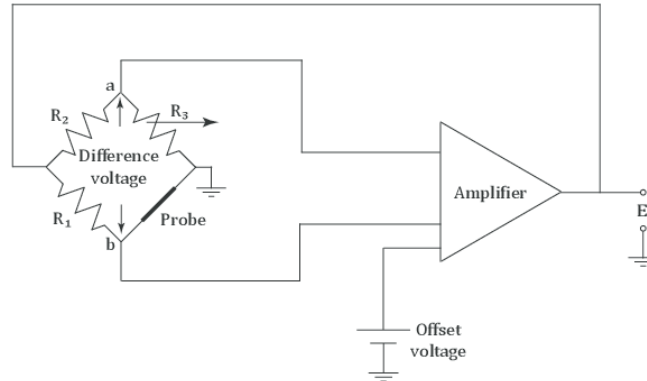 a
R2
R3
Difference
voltage
Amplifier
E
R1
Probe
b
Offset
voltage